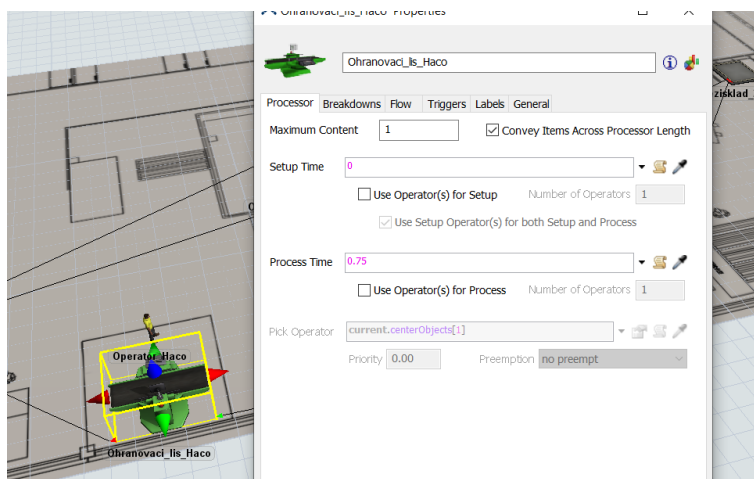 Ohranovaci_lis_Haco Properties
Ohranovaci_lis_Haco
Processor Breakdowns Flow Triggers Labels General
Maximum Content 1 Convey Items Across Processor Length
Setup Time 0
Use Operator(s) for Setup Number of Operators 1
Use Setup Operator(s) for both Setup and Process
Process Time 0.75
Use Operator(s) for Process Number of Operators 1
Pick Operator current.centerObjects[1]
Priority 0.00 Preemption no preempt
Operator_Haco
Ohranovaci_lis_Haco
zisklad_